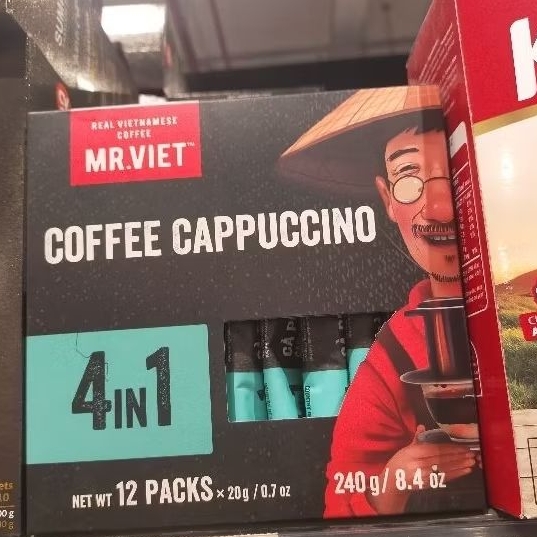 REAL VIETNAMESE
COFFEE
MR.VIET™
COFFEE CAPPUCCINO
4IN1
NET WT 12 PACKS × 20g / 0.7 oz
240g / 8.4 oz